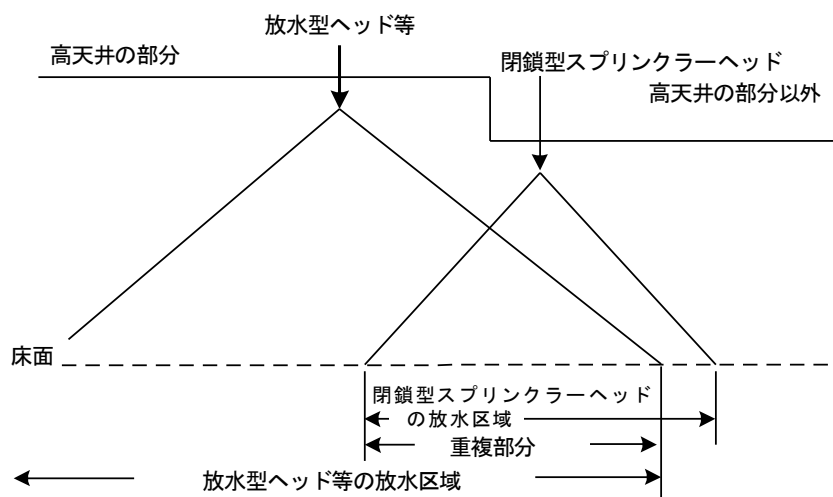 放水型ヘッド等
高天井の部分
閉鎖型スプリンクラーヘッド
高天井の部分以外
床面
閉鎖型スプリンクラーヘッド
の放水区域
重複部分
放水型ヘッド等の放水区域